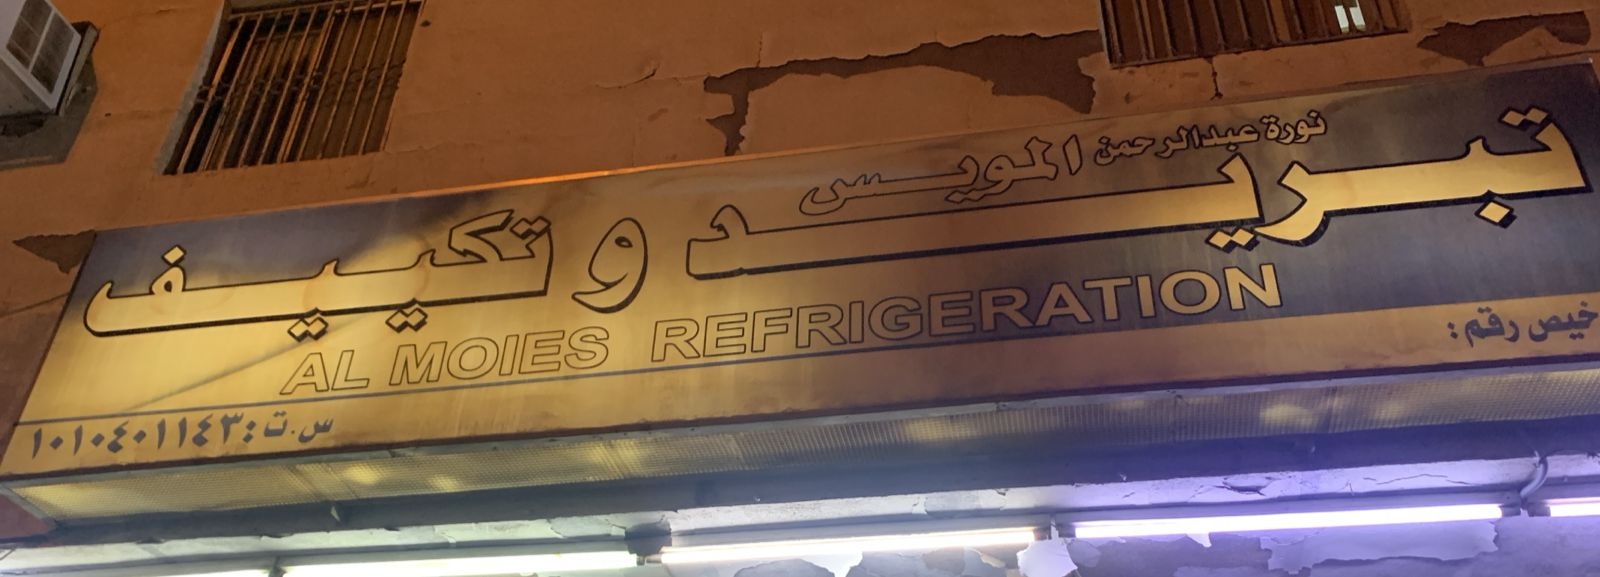 نورة عبدالرحمن المويس
تبريد و تكييف
AL MOIES REFRIGERATION
خيص رقم :
س.ت : ١٠١٠٤٠١١٤٣